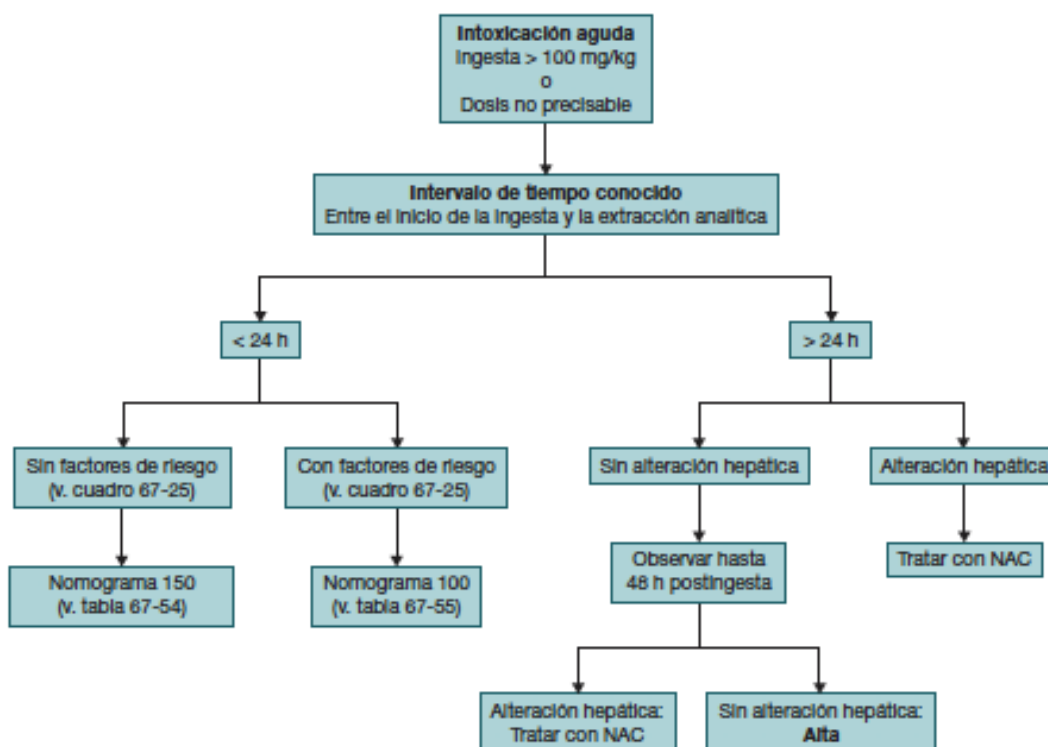 Intoxicación aguda
Ingesta > 100 mg/kg
o
Dosis no precisable
Intervalo de tiempo conocido
Entre el inicio de la ingesta y la extracción analítica
< 24 h
> 24 h
Sin factores de riesgo
(v. cuadro 67-25)
Con factores de riesgo
(v. cuadro 67-25)
Sin alteración hepática
Alteración hepática
Nomograma 150
(v. tabla 67-54)
Nomograma 100
(v. tabla 67-55)
Observar hasta
48 h postingesta
Tratar con NAC
Alteración hepática:
Tratar con NAC
Sin alteración hepática:
Alta